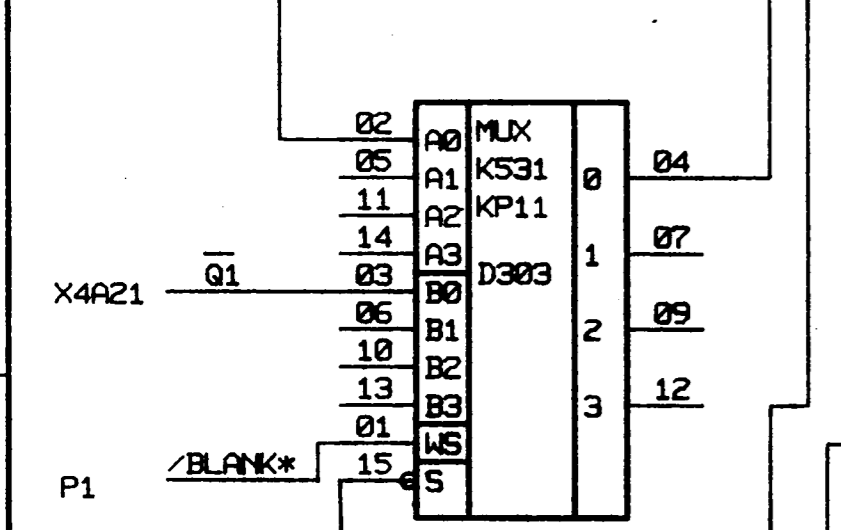 02 A0 MUX
05 A1 K531 0 04
11 A2 KP11
14 A3 1 07
X4A21 Q1 03 B0 D303
06 B1 2 09
10 B2
13 B3 3 12
01 WS
P1 /BLANK* 15 S